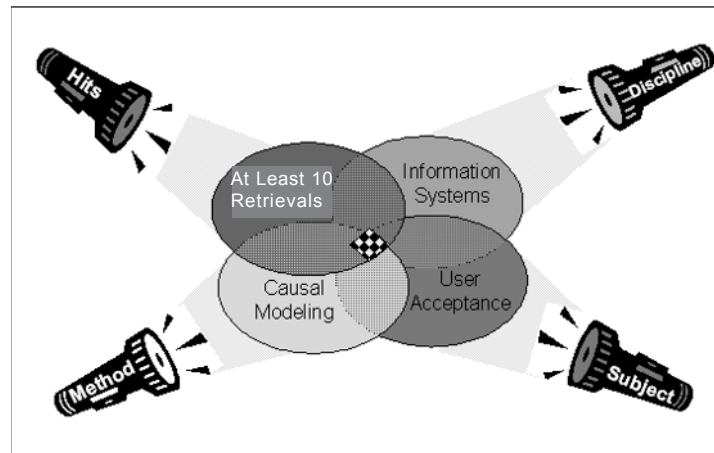 Hits
Discipline
At Least 10
Retrievals
Information
Systems
Causal
Modeling
User
Acceptance
Method
Subject